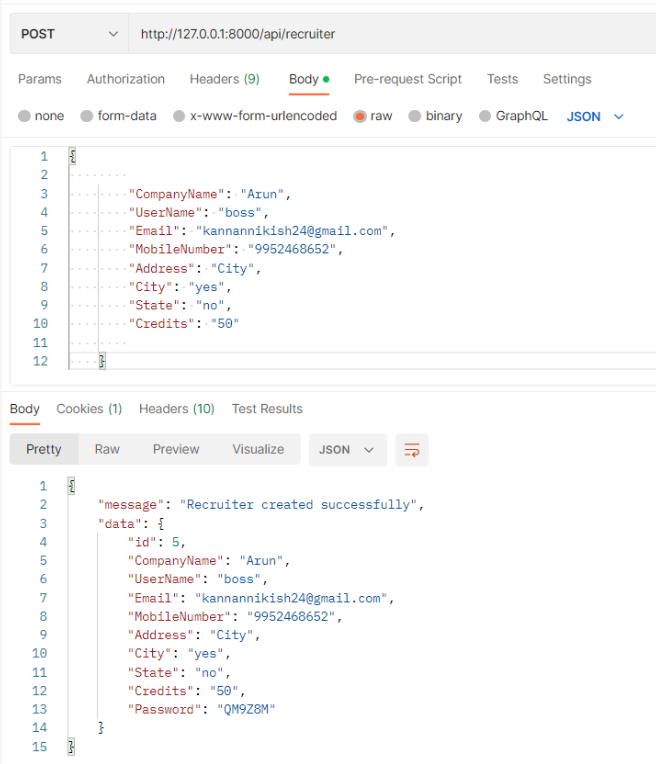 POST http://127.0.0.1:8000/api/recruiter
Params Authorization Headers (9) Body Pre-request Script Tests Settings
none form-data x-www-form-urlencoded raw binary GraphQL JSON
1 {
2
3 "CompanyName": "Arun",
4 "UserName": "boss",
5 "Email": "kannannikish24@gmail.com",
6 "MobileNumber": "9952468652",
7 "Address": "City",
8 "City": "yes",
9 "State": "no",
10 "Credits": "50"
11
12 }
Body Cookies (1) Headers (10) Test Results
Pretty Raw Preview Visualize JSON
1 {
2 "message": "Recruiter created successfully",
3 "data": {
4 "id": 5,
5 "CompanyName": "Arun",
6 "UserName": "boss",
7 "Email": "kannannikish24@gmail.com",
8 "MobileNumber": "9952468652",
9 "Address": "City",
10 "City": "yes",
11 "State": "no",
12 "Credits": "50",
13 "Password": "QM9Z8M"
14 }
15 }